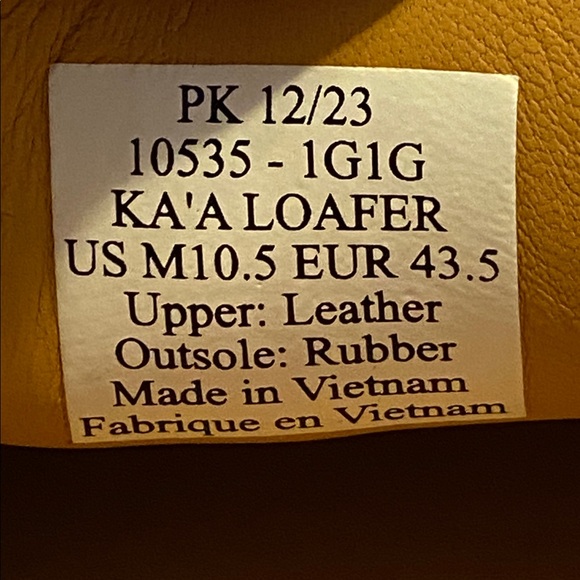 PK 12/23
10535 - 1G1G
KA'A LOAFER
US M10.5 EUR 43.5
Upper: Leather
Outsole: Rubber
Made in Vietnam
Fabrique en Vietnam